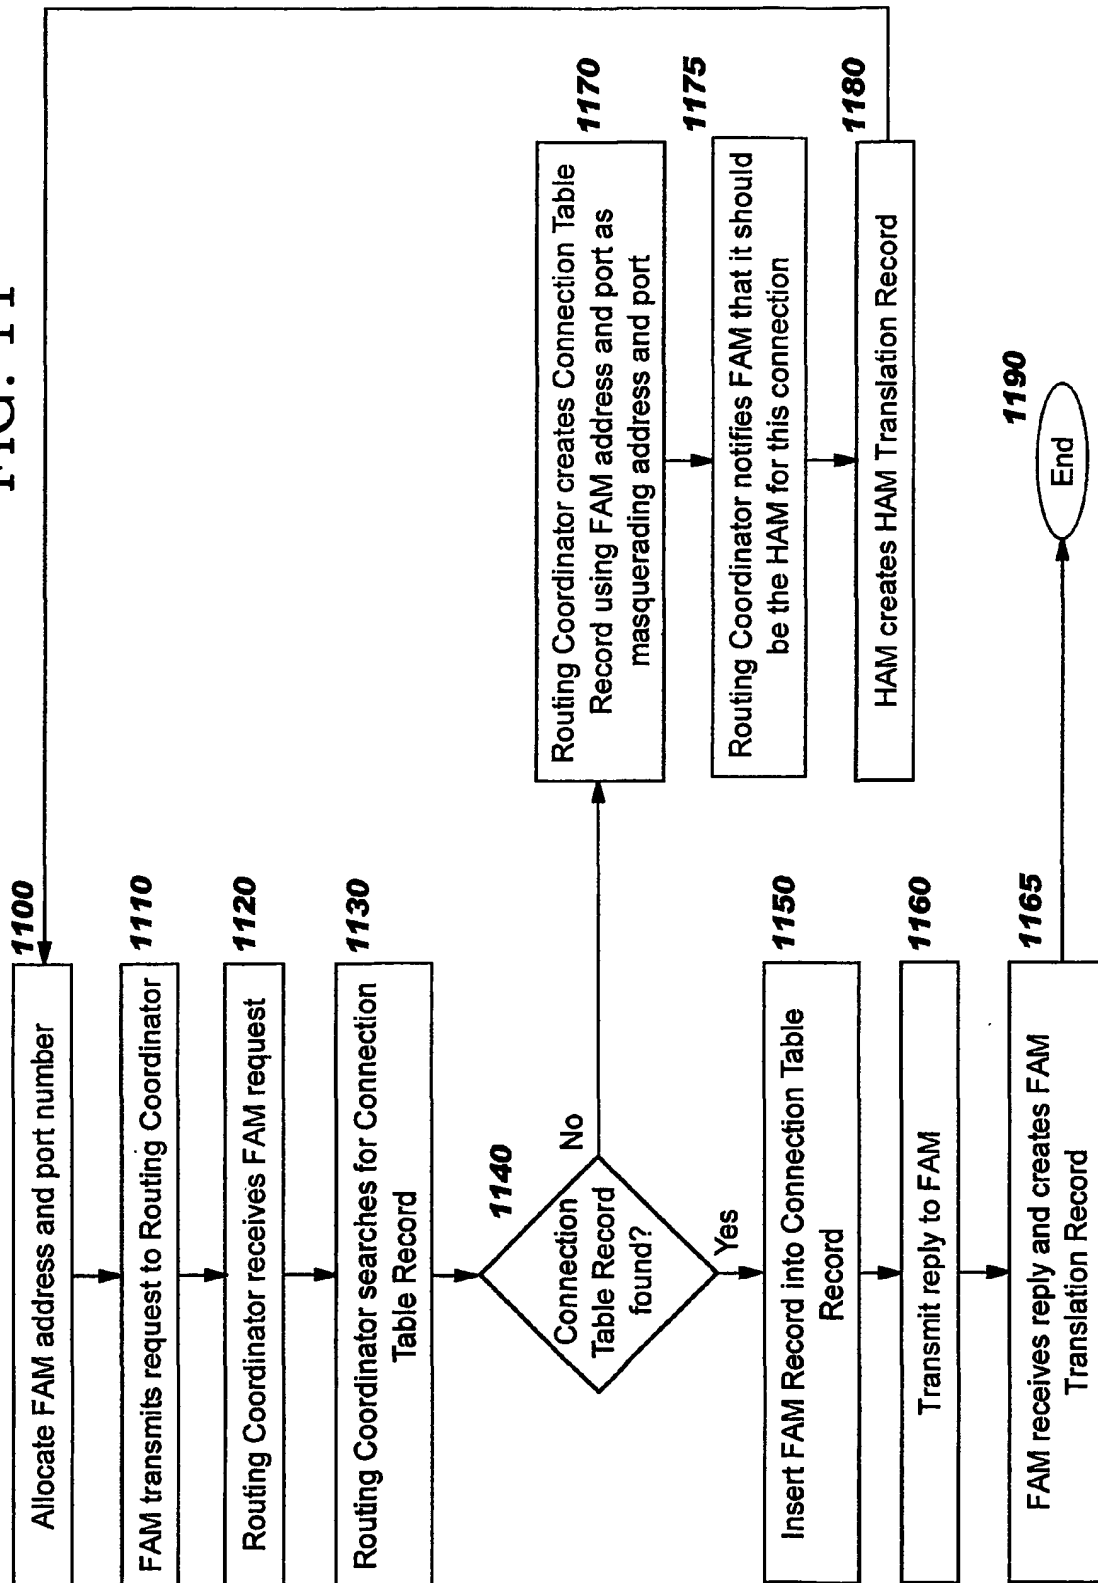 FIG. 11
1100
Allocate FAM address and port number
1110
FAM transmits request to Routing Coordinator
1120
Routing Coordinator receives FAM request
1130
Routing Coordinator searches for Connection
Table Record
1140
Connection
Table Record
found?
No
Yes
1150
Insert FAM Record into Connection Table
Record
1160
Transmit reply to FAM
1165
FAM receives reply and creates FAM
Translation Record
1170
Routing Coordinator creates Connection Table
Record using FAM address and port as
masquerading address and port
1175
Routing Coordinator notifies FAM that it should
be the HAM for this connection
1180
HAM creates HAM Translation Record
1190
End